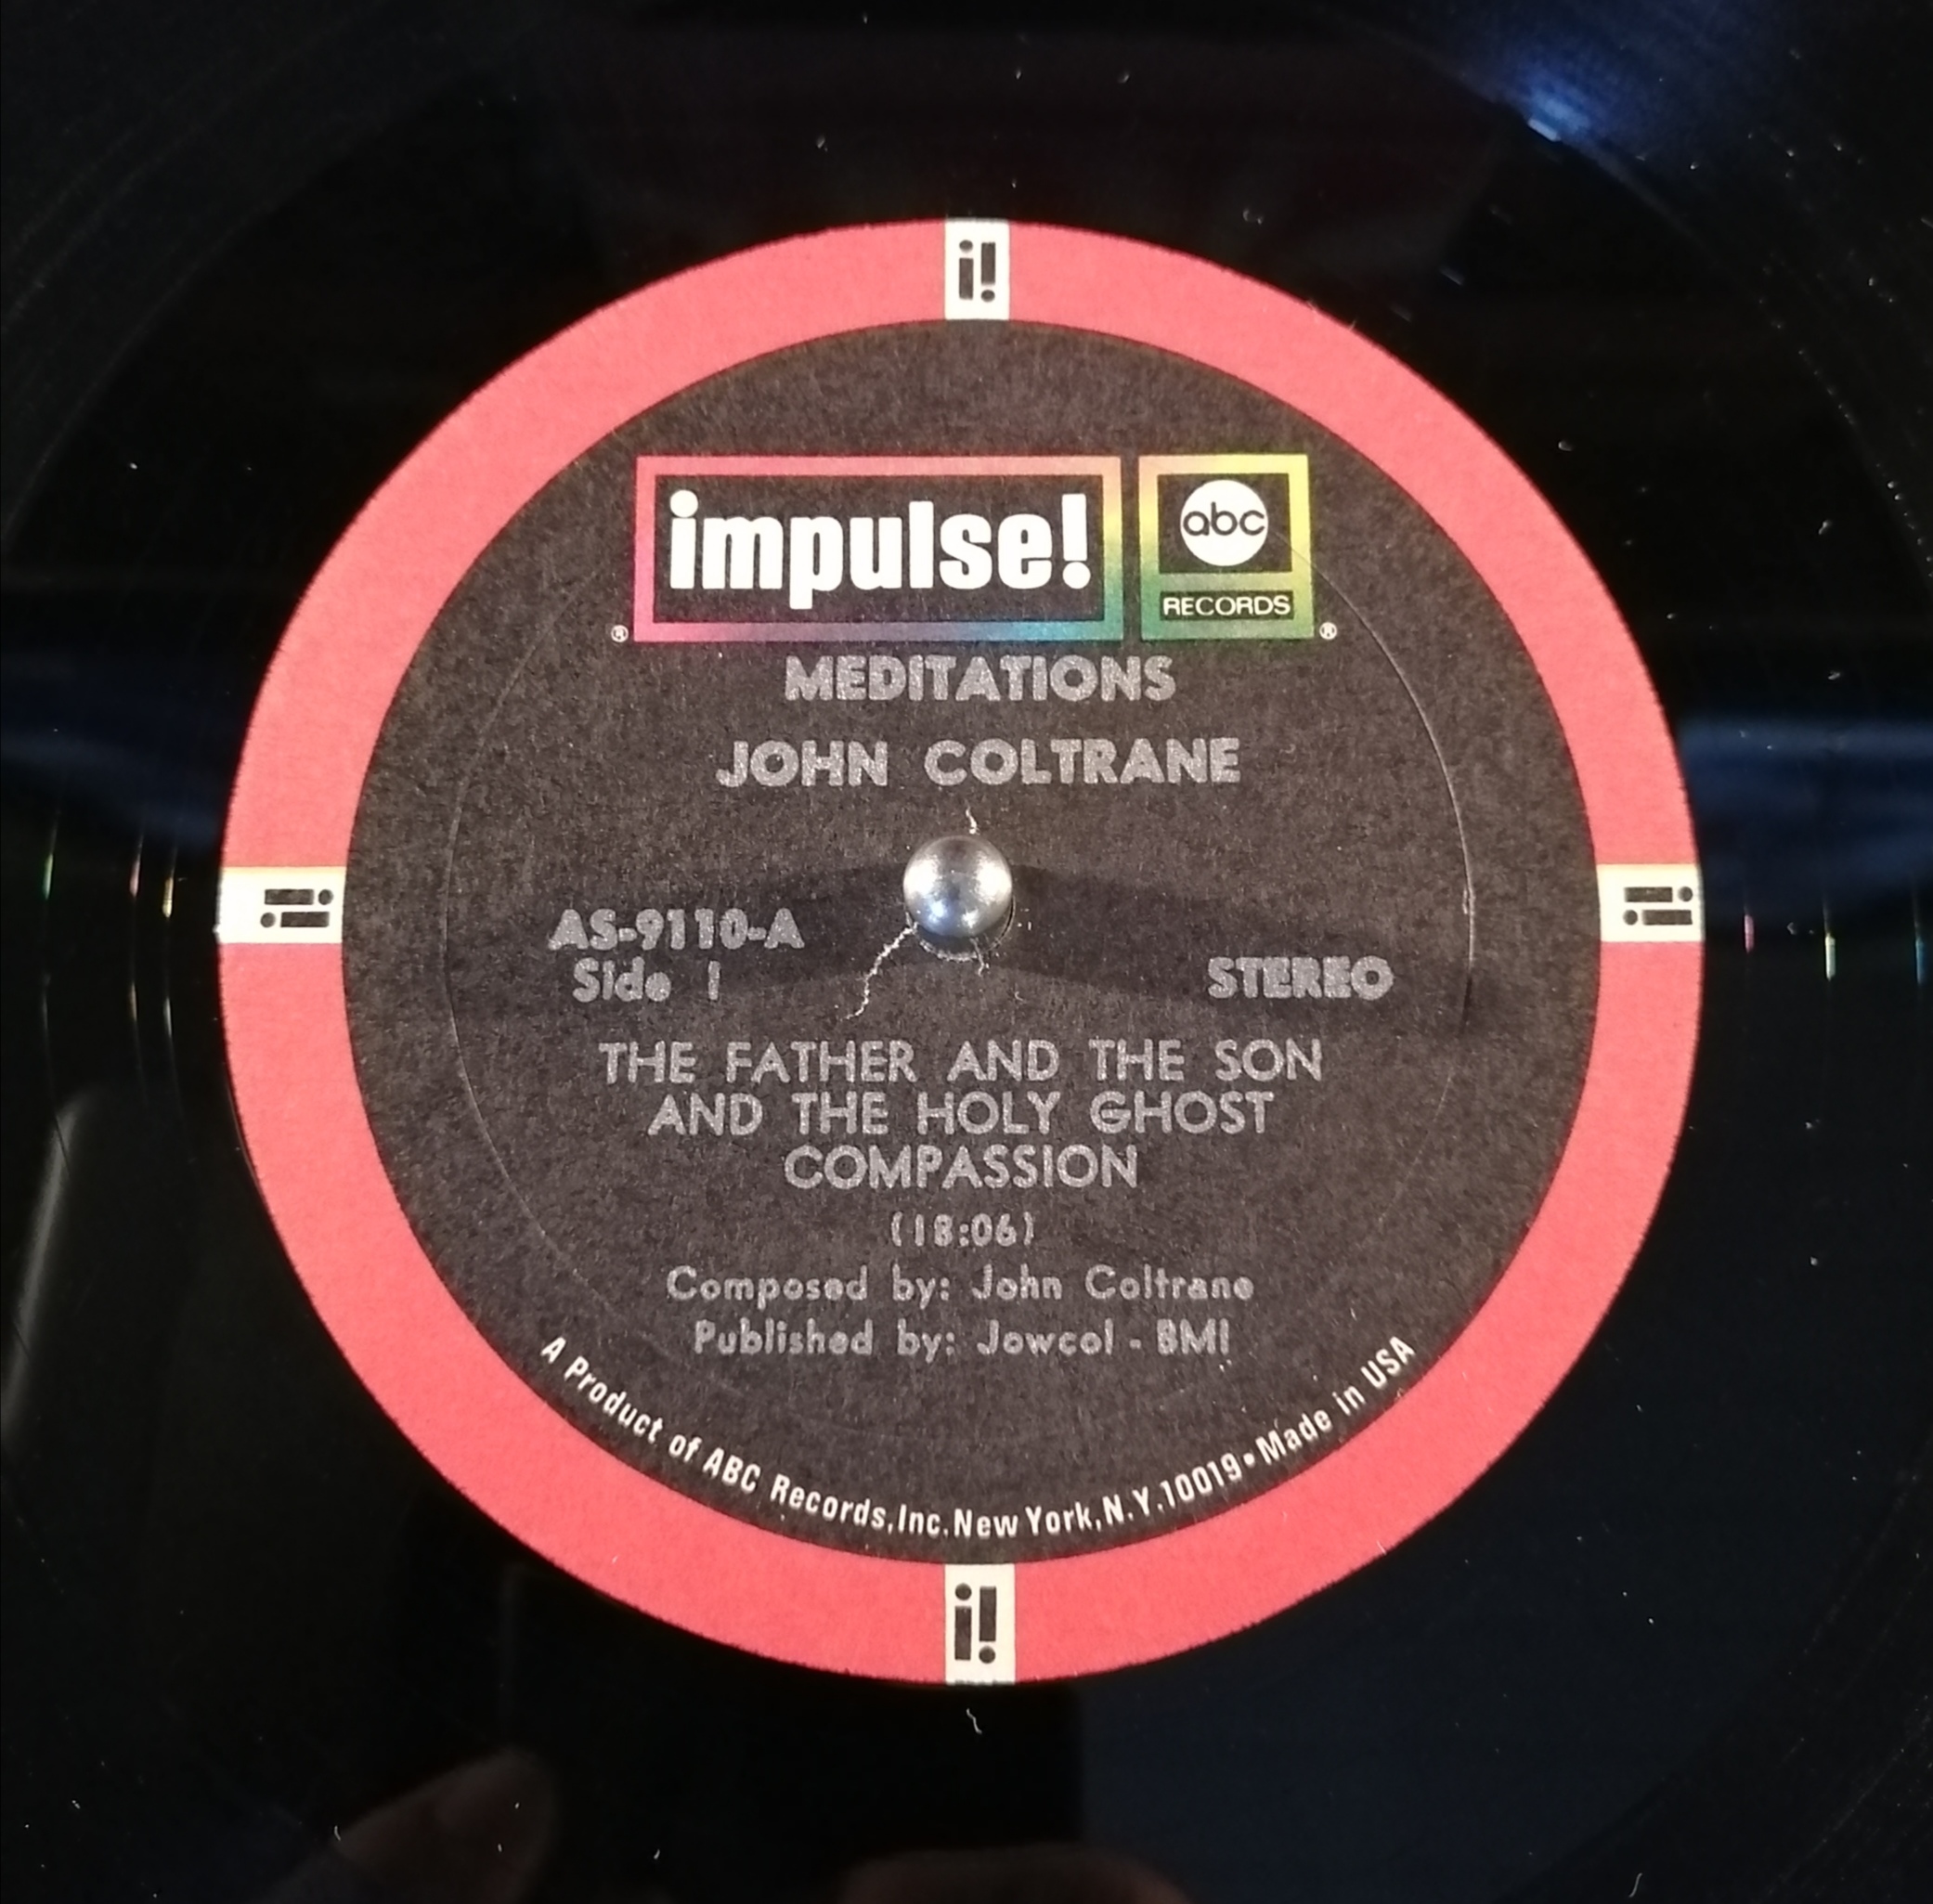 i!
impulse!
abc
RECORDS
®
®
MEDITATIONS
JOHN COLTRANE
i!
i!
AS-9110-A
Side 1
STEREO
THE FATHER AND THE SON
AND THE HOLY GHOST
COMPASSION
(18:06)
Composed by: John Coltrane
Published by: Jowcol - BMI
A Product of ABC Records, Inc. New York, N.Y. 10019 • Made in USA
i!